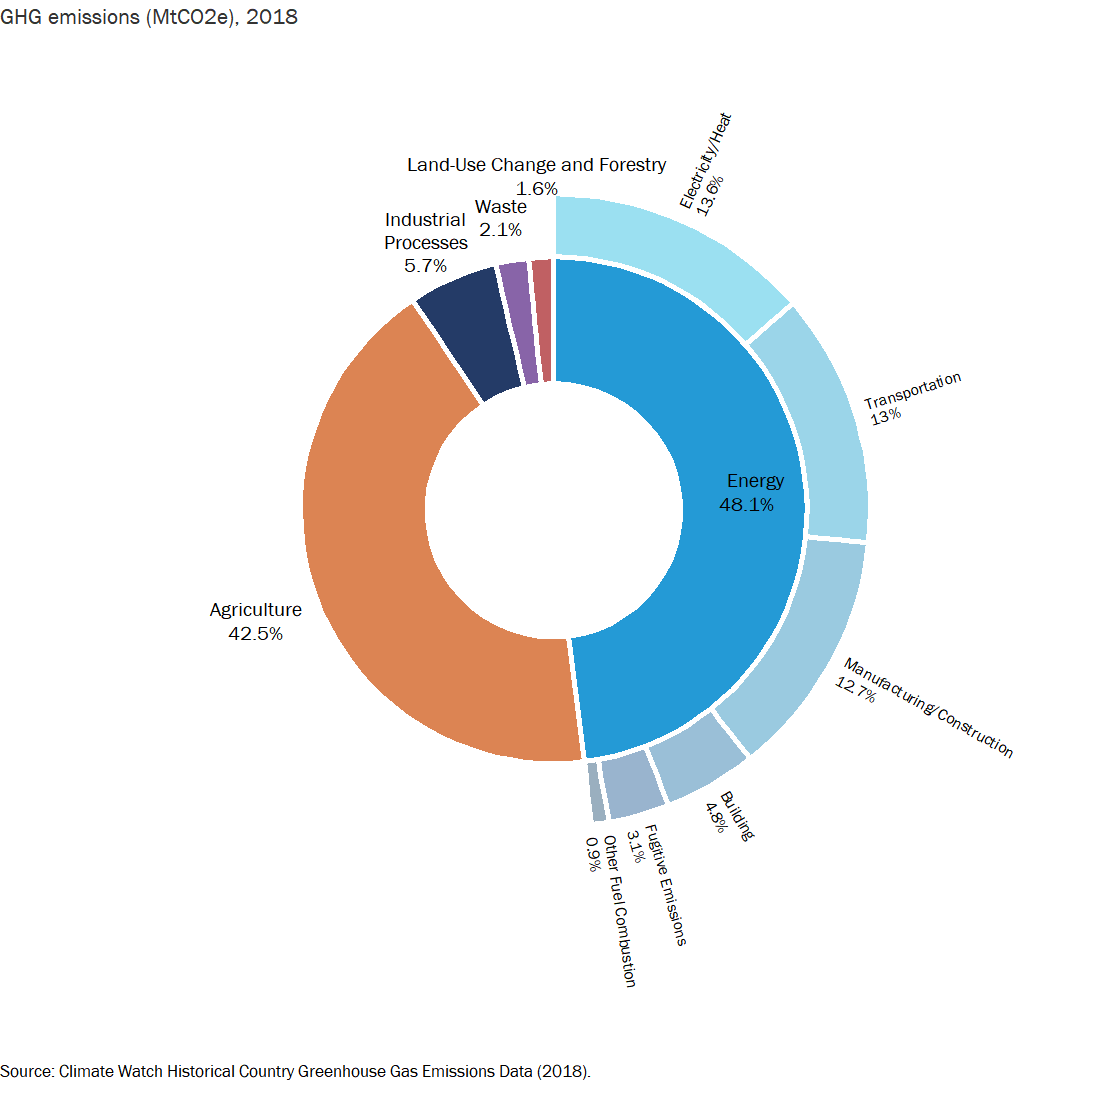 GHG emissions (MtCO2e), 2018
Electricity/Heat
13.6%
Land-Use Change and Forestry
1.6%
Waste
2.1%
Industrial
Processes
5.7%
Transportation
13%
Energy
48.1%
Agriculture
42.5%
Manufacturing/Construction
12.7%
Building
4.8%
Fugitive Emissions
3.1%
Other Fuel Combustion
0.9%
Source: Climate Watch Historical Country Greenhouse Gas Emissions Data (2018).